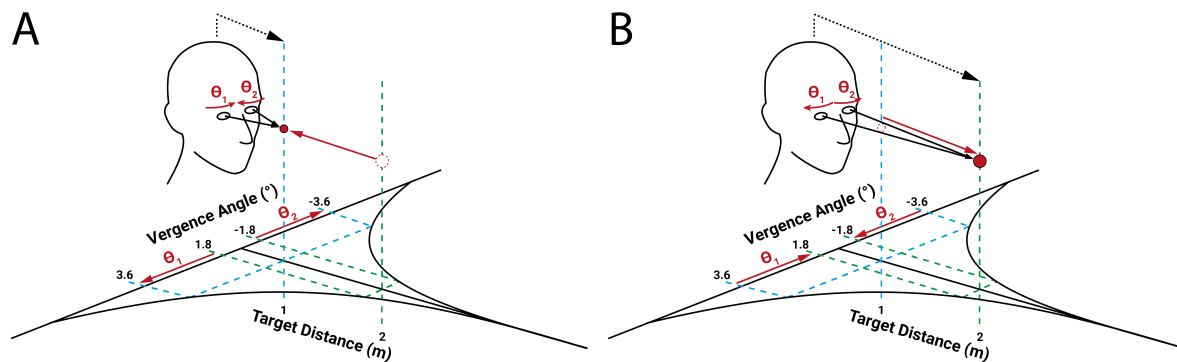 A
Θ1
Θ2
Vergence Angle (°)
-3.6
Θ2
-1.8
1.8
Θ1
3.6
1
Target Distance (m)
2
B
Θ1
Θ2
Vergence Angle (°)
-3.6
Θ2
-1.8
1.8
Θ1
3.6
1
Target Distance (m)
2